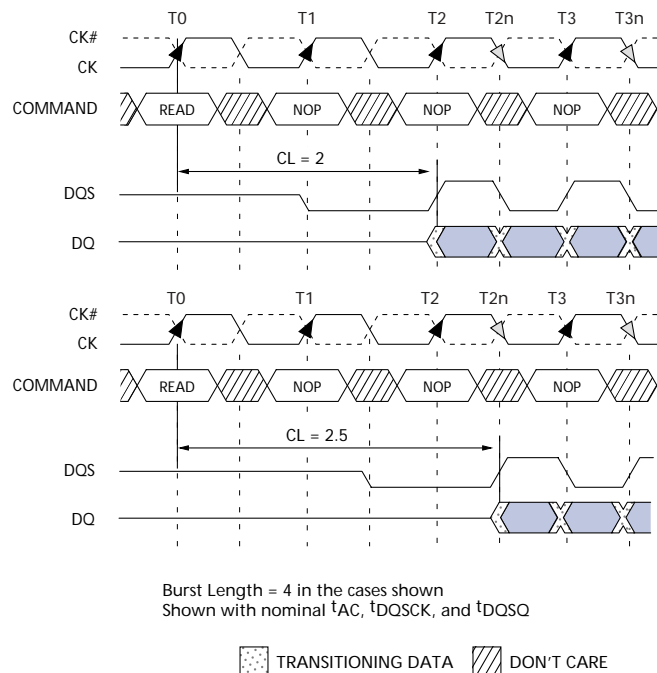 T0 T1 T2 T2n T3 T3n
CK#
CK
COMMAND READ NOP NOP NOP
CL = 2
DQS
DQ
T0 T1 T2 T2n T3 T3n
CK#
CK
COMMAND READ NOP NOP NOP
CL = 2.5
DQS
DQ
Burst Length = 4 in the cases shown
Shown with nominal tAC, tDQSCK, and tDQSQ
TRANSITIONING DATA DON'T CARE